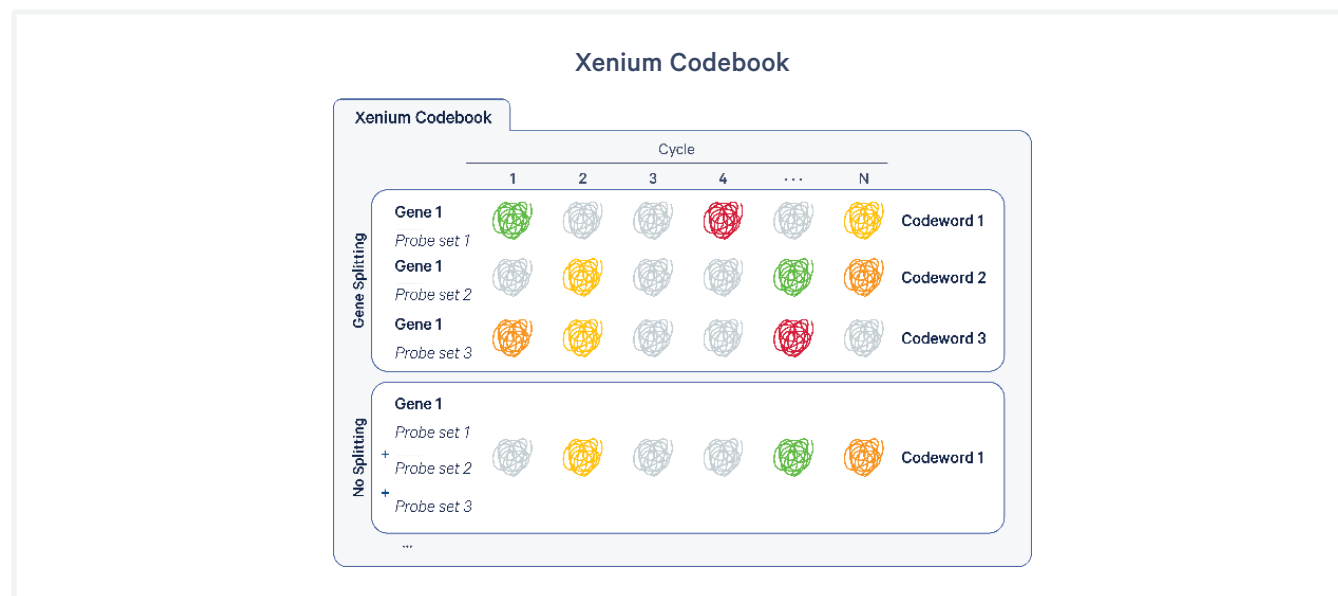 Xenium Codebook
Xenium Codebook
Cycle
1 2 3 4 ... N
Gene Splitting
Gene 1
Probe set 1
Codeword 1
Gene 1
Probe set 2
Codeword 2
Gene 1
Probe set 3
Codeword 3
No Splitting
Gene 1
Probe set 1
+
Probe set 2
+
Probe set 3
Codeword 1
...